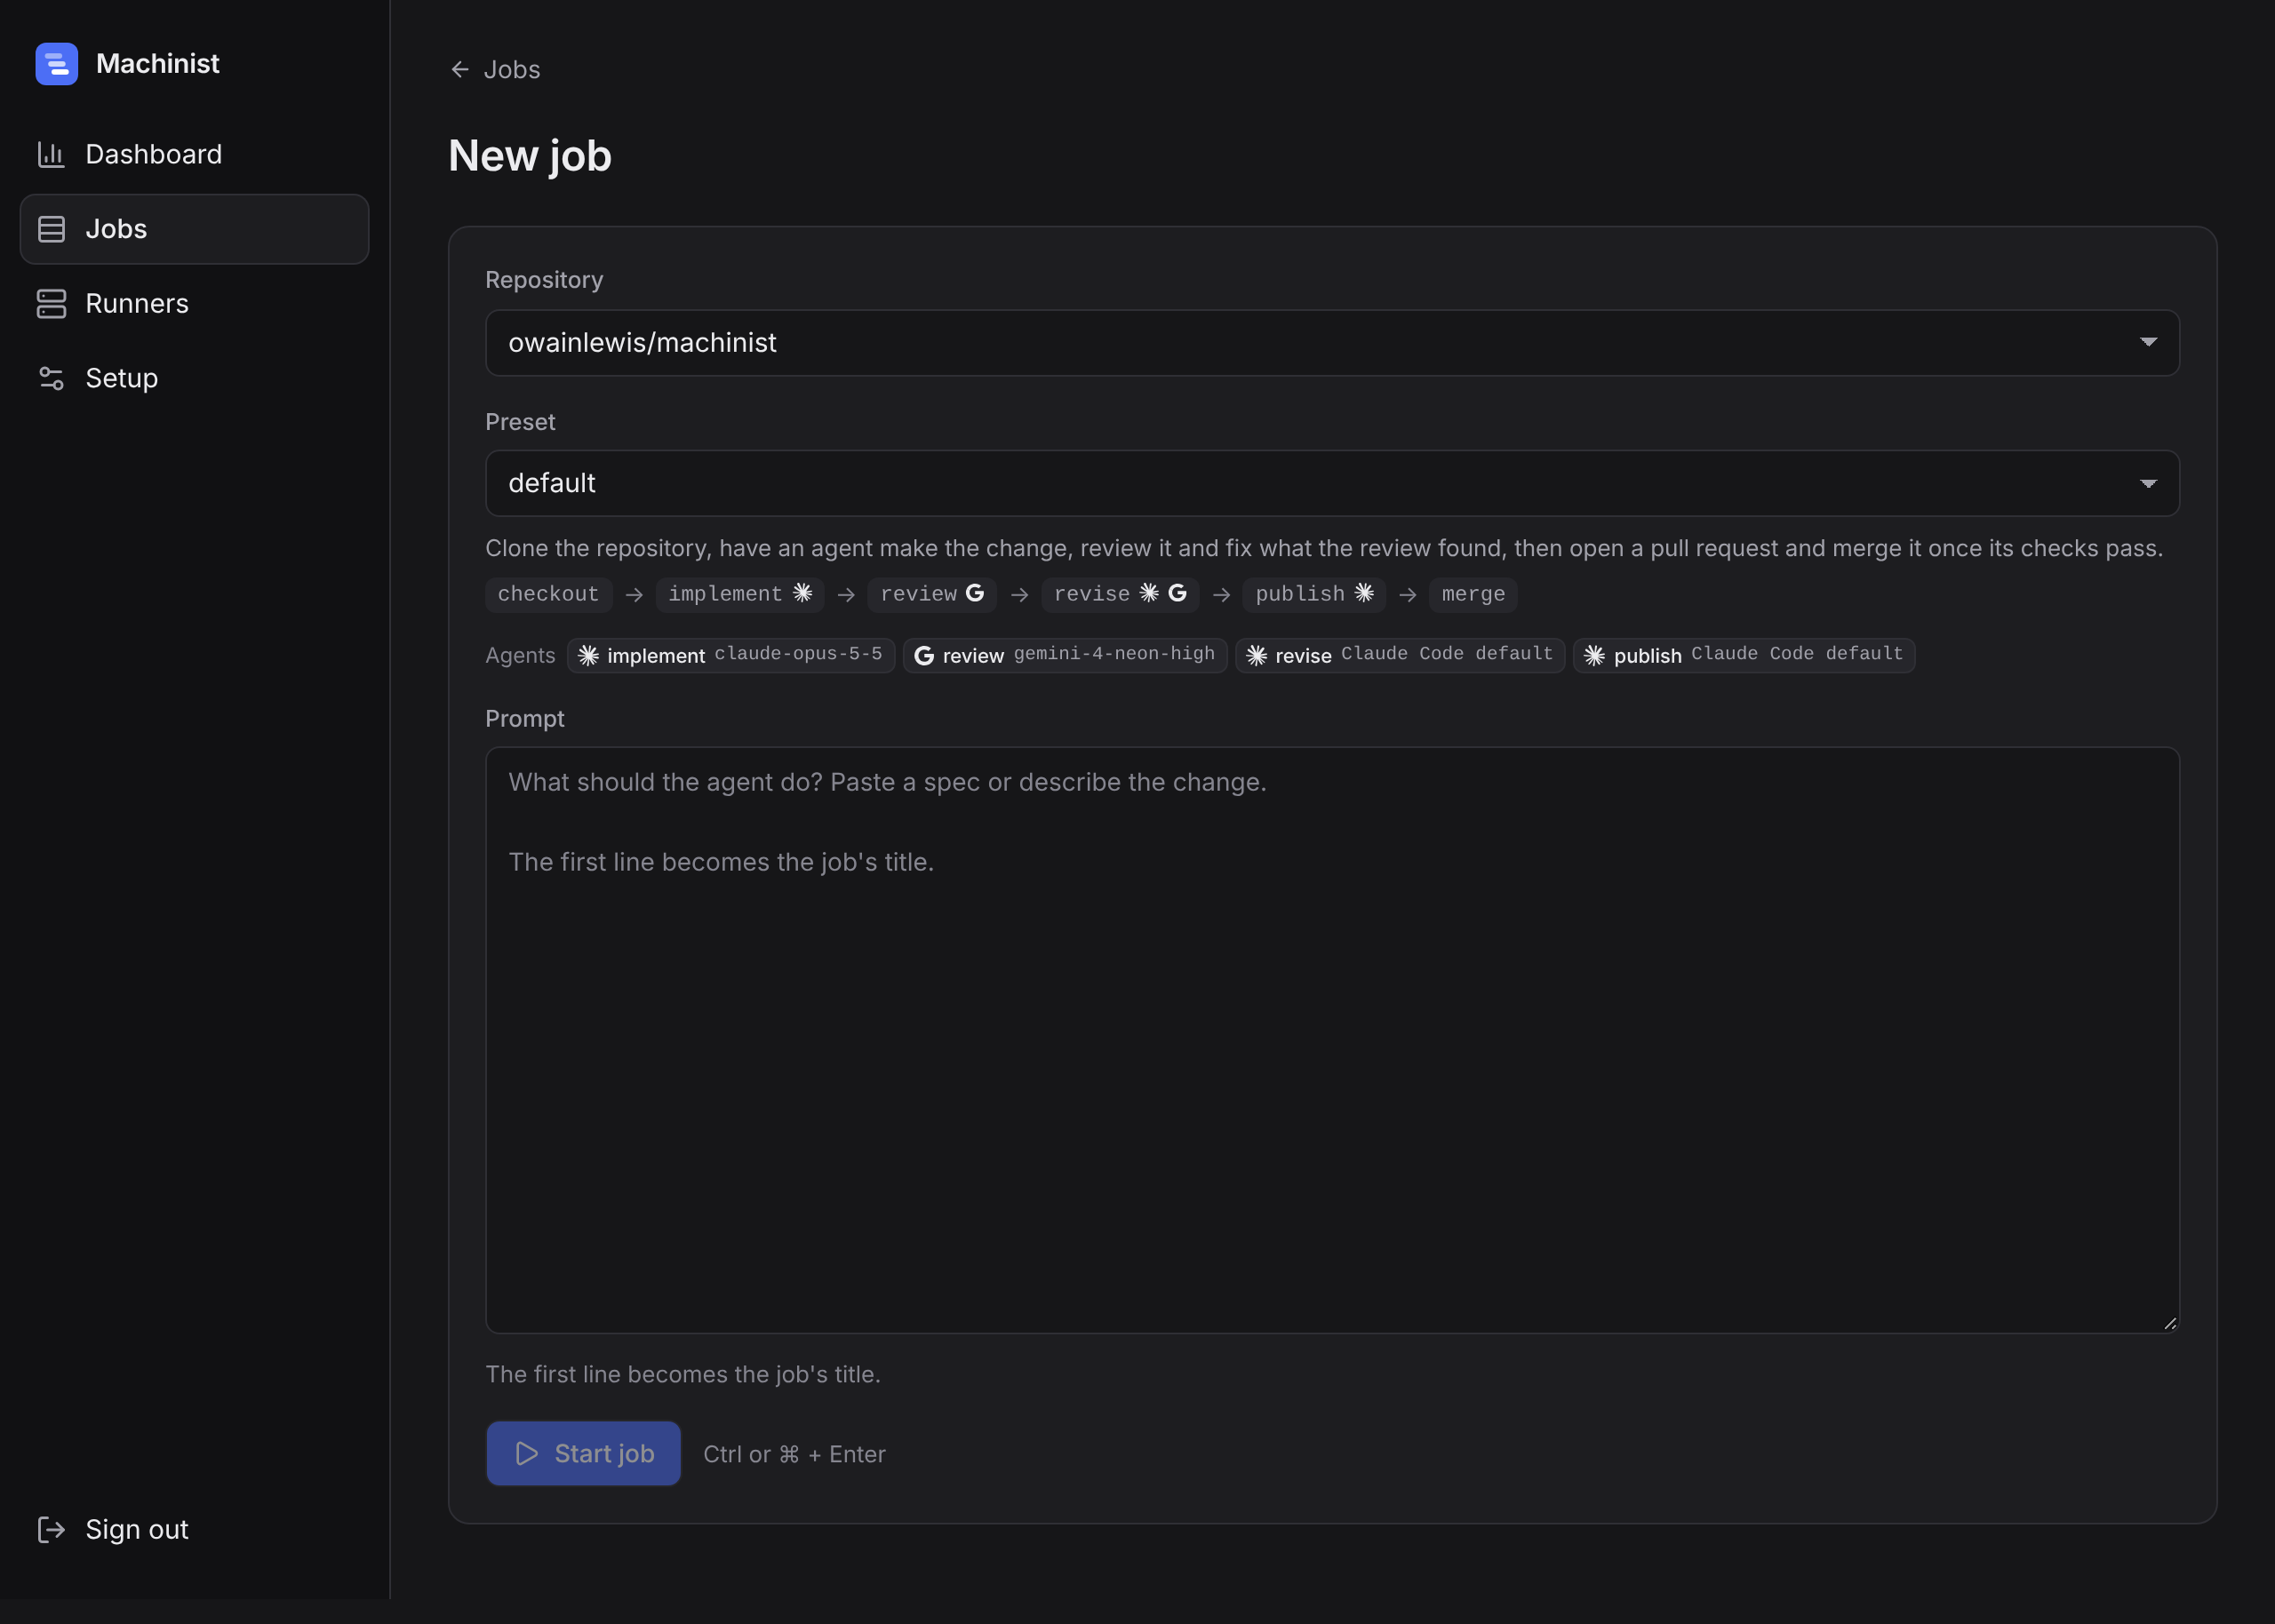 Machinist
Dashboard
Jobs
Runners
Setup
Sign out
← Jobs
New job
Repository
owainlewis/machinist
Preset
default
Clone the repository, have an agent make the change, review it and fix what the review found, then open a pull request and merge it once its checks pass.
checkout → implement → review G → revise G → publish → merge
Agents implement claude-opus-5-5 G review gemini-4-neon-high revise Claude Code default publish Claude Code default
Prompt
What should the agent do? Paste a spec or describe the change.
The first line becomes the job's title.
The first line becomes the job's title.
Start job Ctrl or ⌘ + Enter